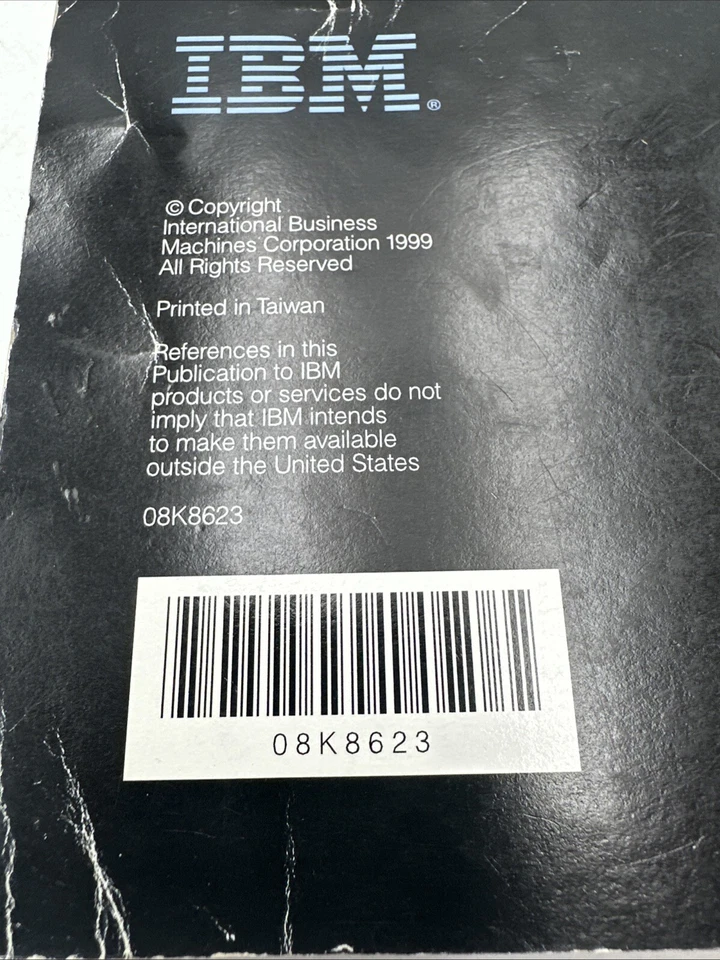 IBM®
© Copyright
International Business
Machines Corporation 1999
All Rights Reserved
Printed in Taiwan
References in this
Publication to IBM
products or services do not
imply that IBM intends
to make them available
outside the United States
08K8623
08K8623